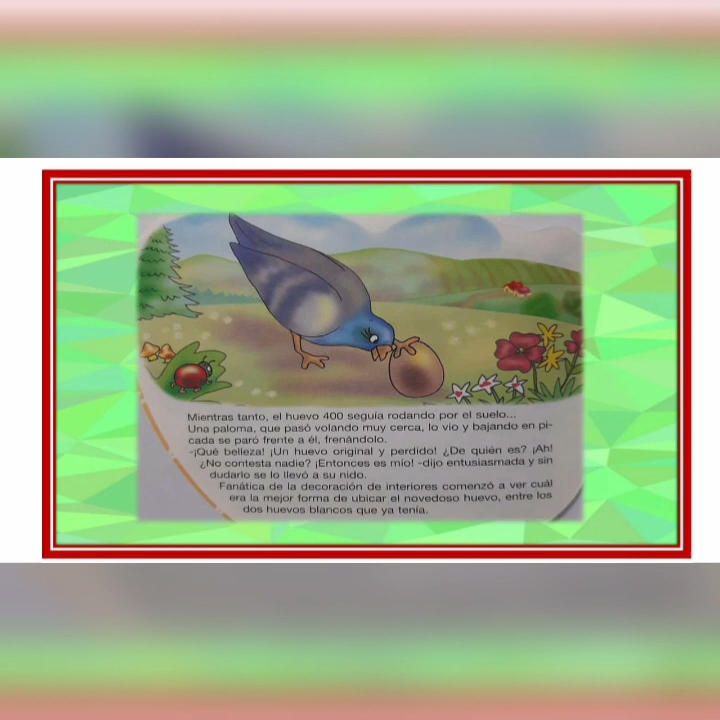 Mientras tanto, el huevo 400 seguía rodando por el suelo...
Una paloma, que pasó volando muy cerca, lo vio y bajando en pi-
cada se paró frente a él, frenándolo.
-¡Qué belleza! ¡Un huevo original y perdido! ¿De quién es? ¡Ah!
¿No contesta nadie? ¡Entonces es mío! -dijo entusiasmada y sin
dudarlo se lo llevó a su nido.
Fanática de la decoración de interiores comenzó a ver cuál
era la mejor forma de ubicar el novedoso huevo, entre los
dos huevos blancos que ya tenía.